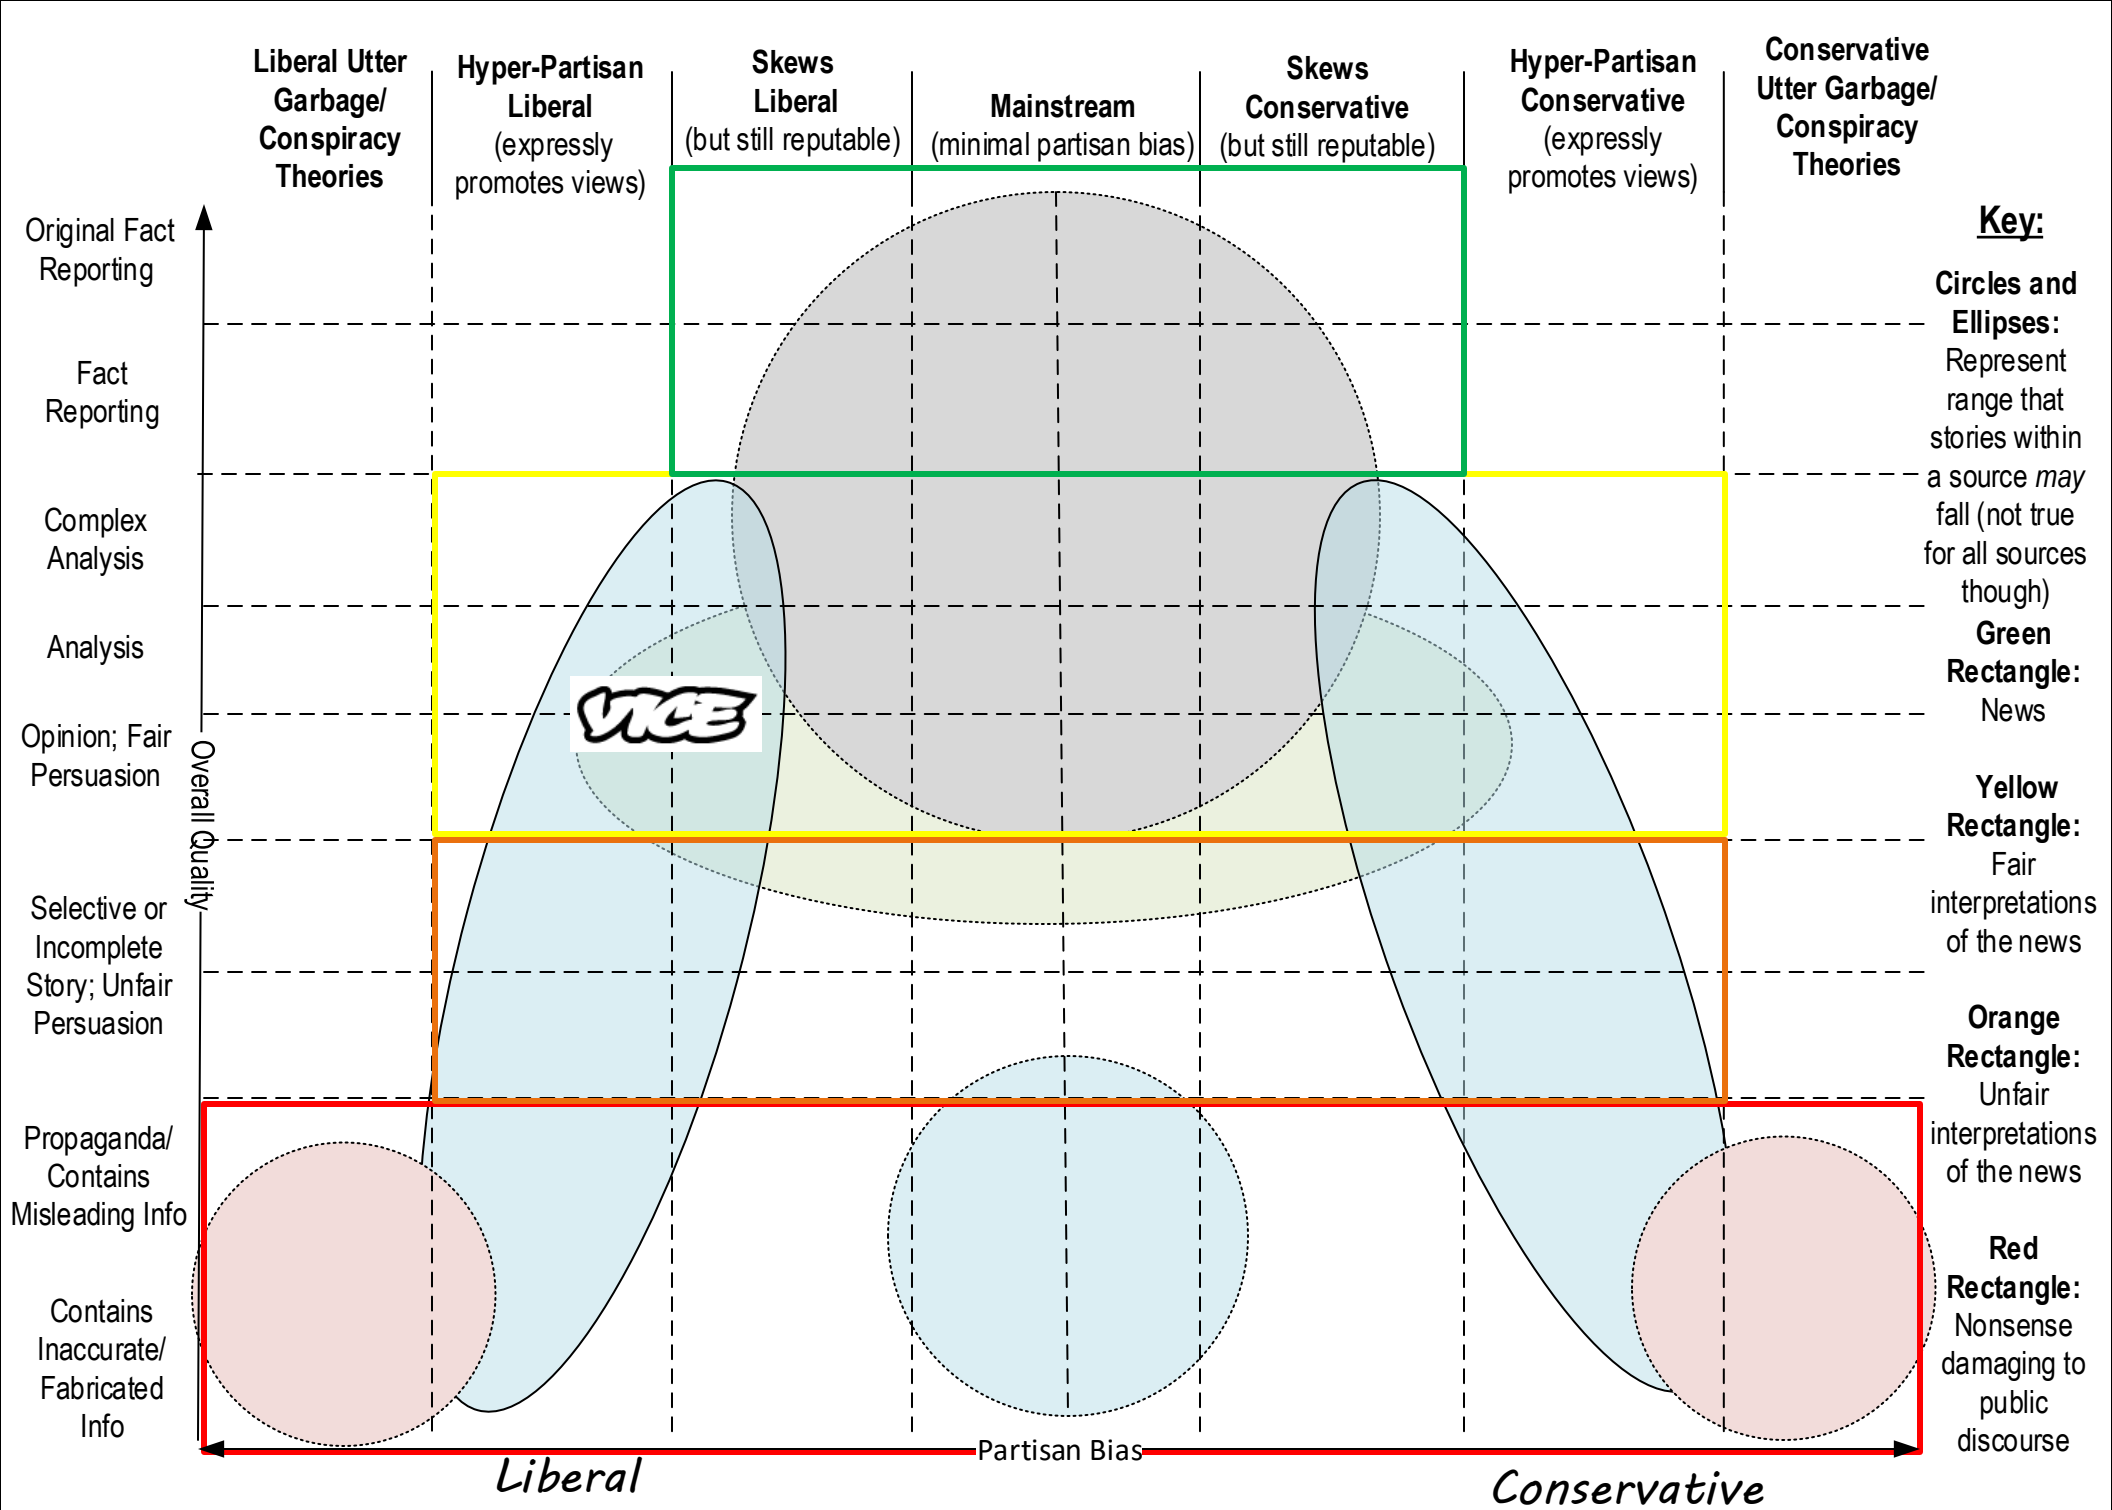 Liberal Utter
Garbage/
Conspiracy
Theories
Hyper-Partisan
Liberal
(expressly
promotes views)
Skews
Liberal
(but still reputable)
Mainstream
(minimal partisan bias)
Skews
Conservative
(but still reputable)
Hyper-Partisan
Conservative
(expressly
promotes views)
Conservative
Utter Garbage/
Conspiracy
Theories
Original Fact
Reporting
Fact
Reporting
Complex
Analysis
Analysis
Opinion; Fair
Persuasion
Selective or
Incomplete
Story; Unfair
Persuasion
Propaganda/
Contains
Misleading Info
Contains
Inaccurate/
Fabricated
Info
Overall Quality
VICE
Key:
Circles and
Ellipses:
Represent
range that
stories within
a source may
fall (not true
for all sources
though)
Green
Rectangle:
News
Yellow
Rectangle:
Fair
interpretations
of the news
Orange
Rectangle:
Unfair
interpretations
of the news
Red
Rectangle:
Nonsense
damaging to
public
discourse
Partisan Bias
Liberal
Conservative